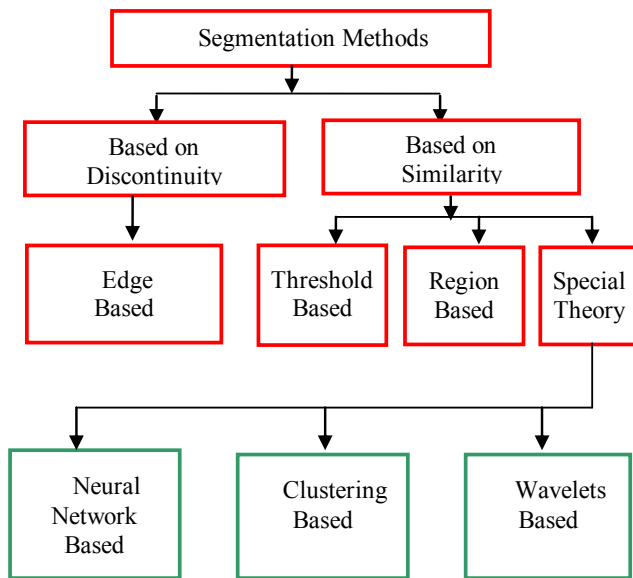 Segmentation Methods
Based on
Discontinuity
Based on
Similarity
Edge
Based
Threshold
Based
Region
Based
Special
Theory
Neural
Network
Based
Clustering
Based
Wavelets
Based